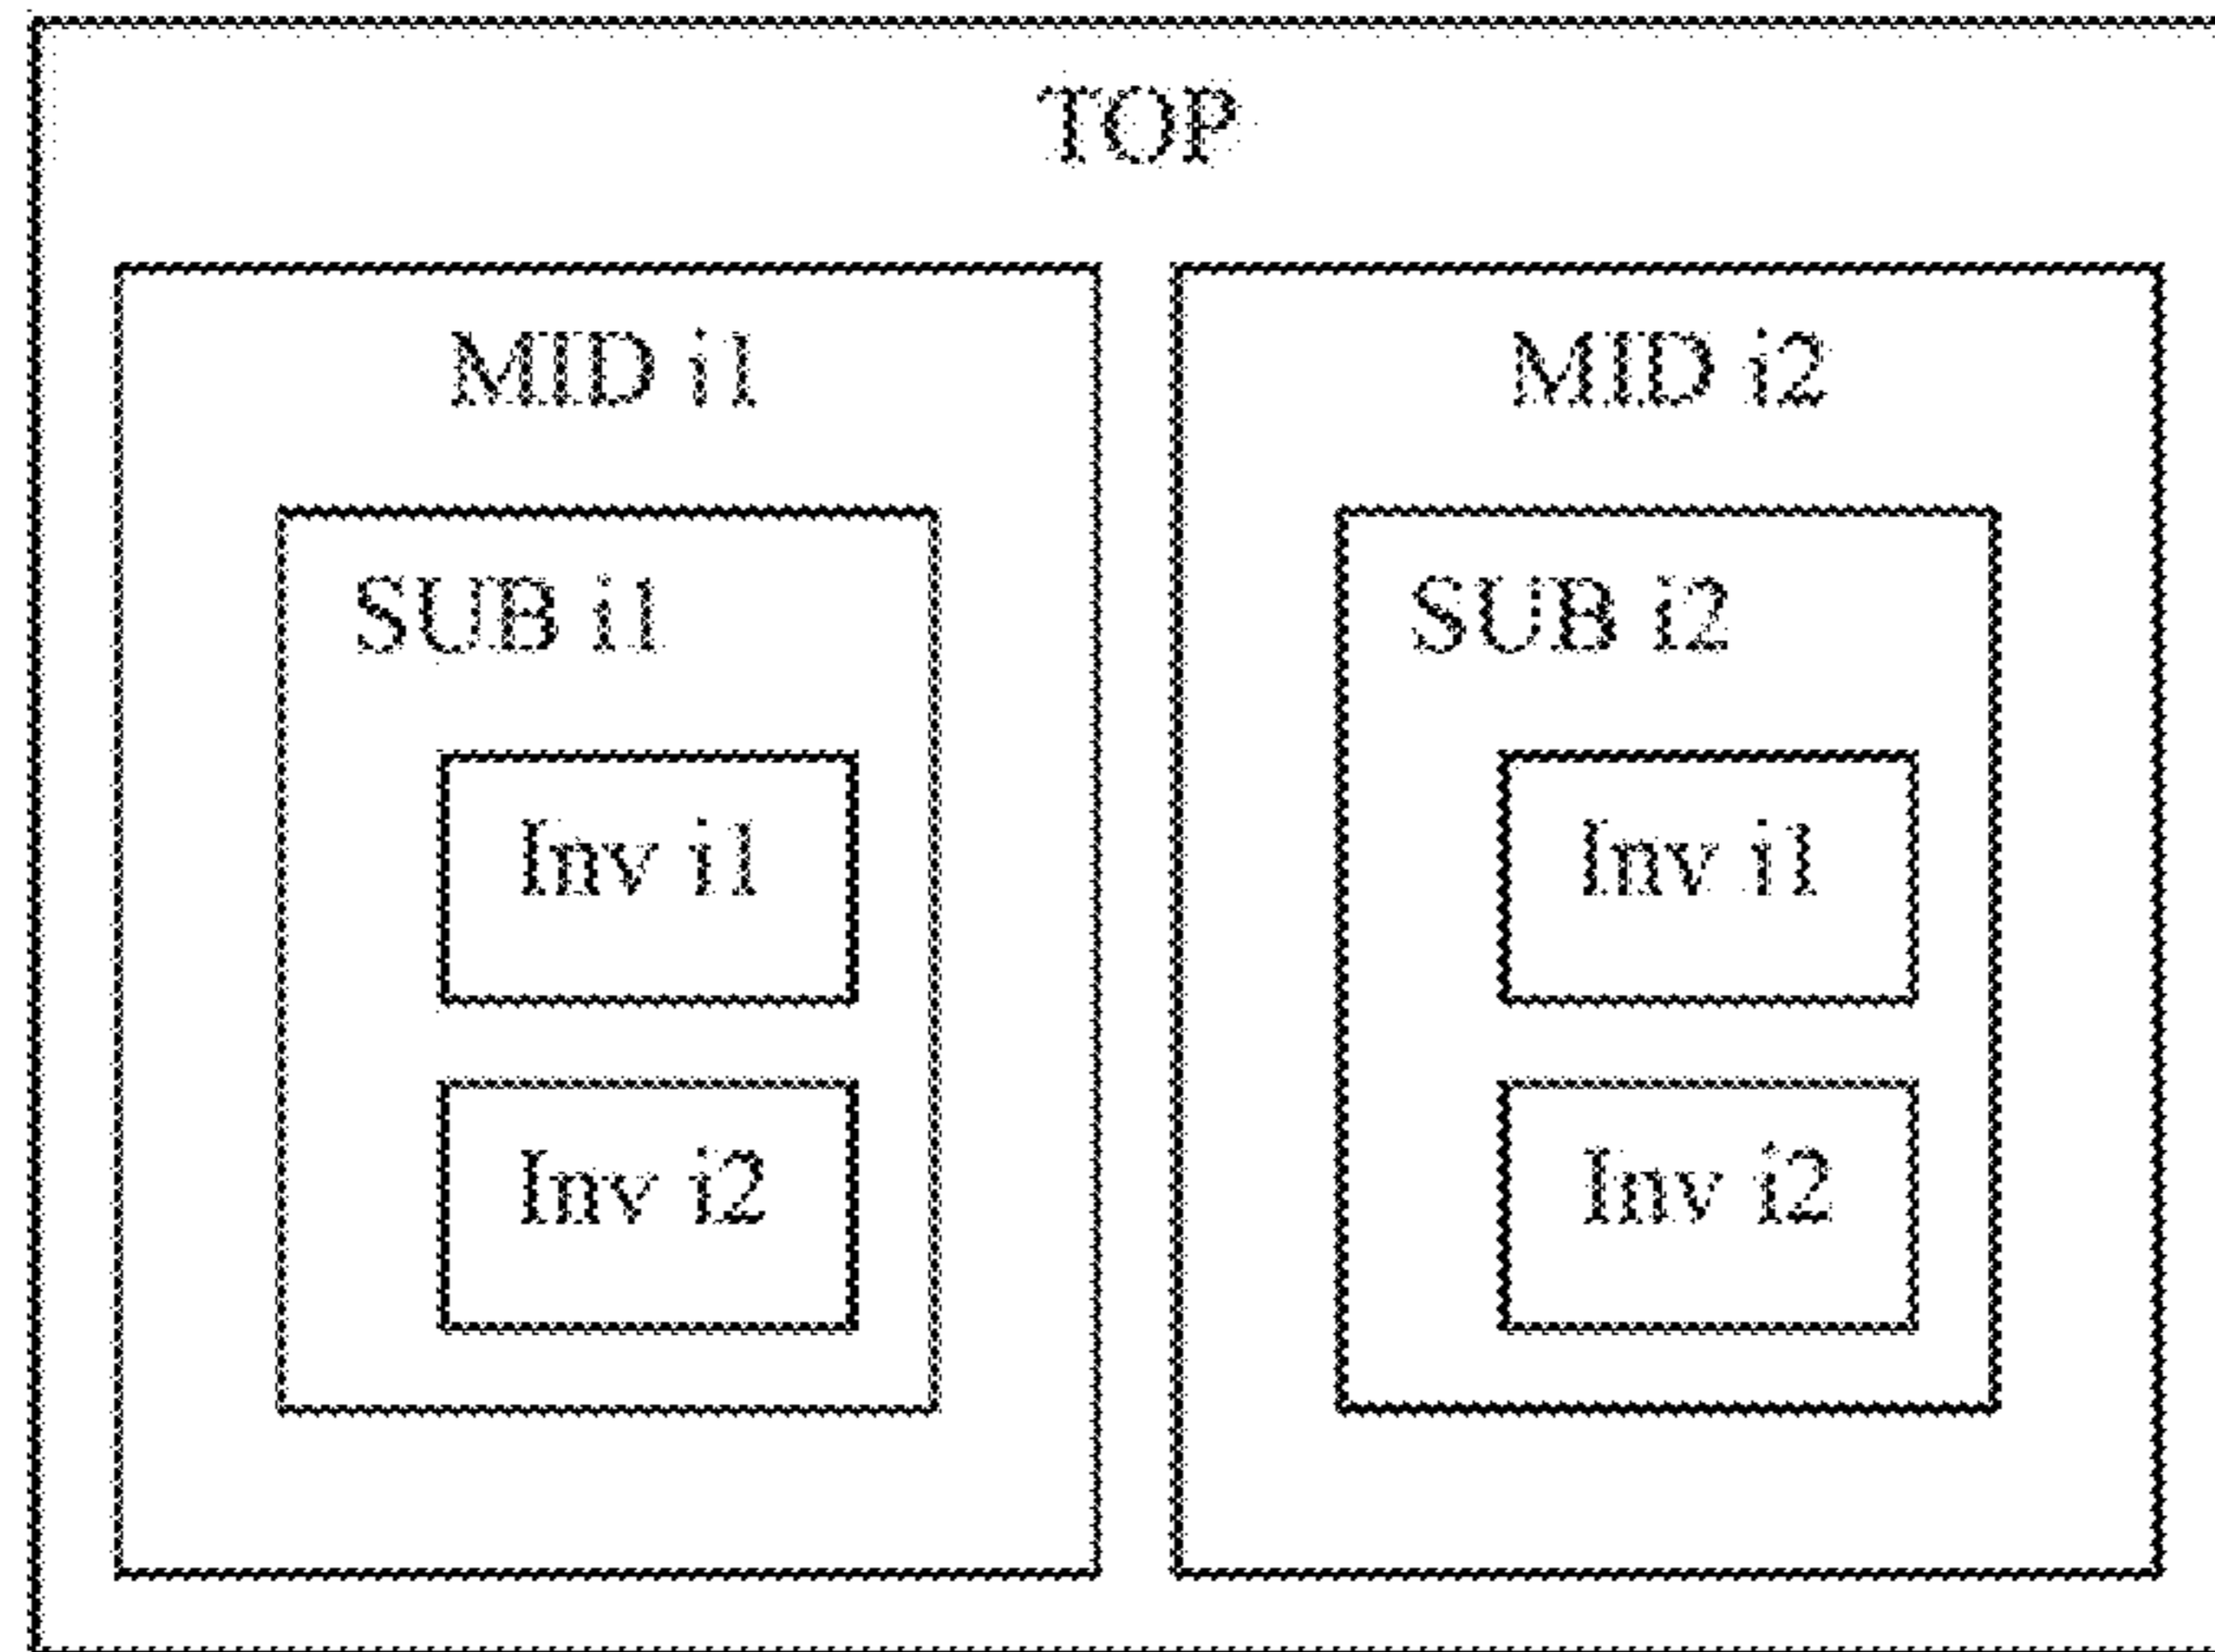 TOP
MID i1
SUB i1
Inv i1
Inv i2
MID i2
SUB i2
Inv i1
Inv i2